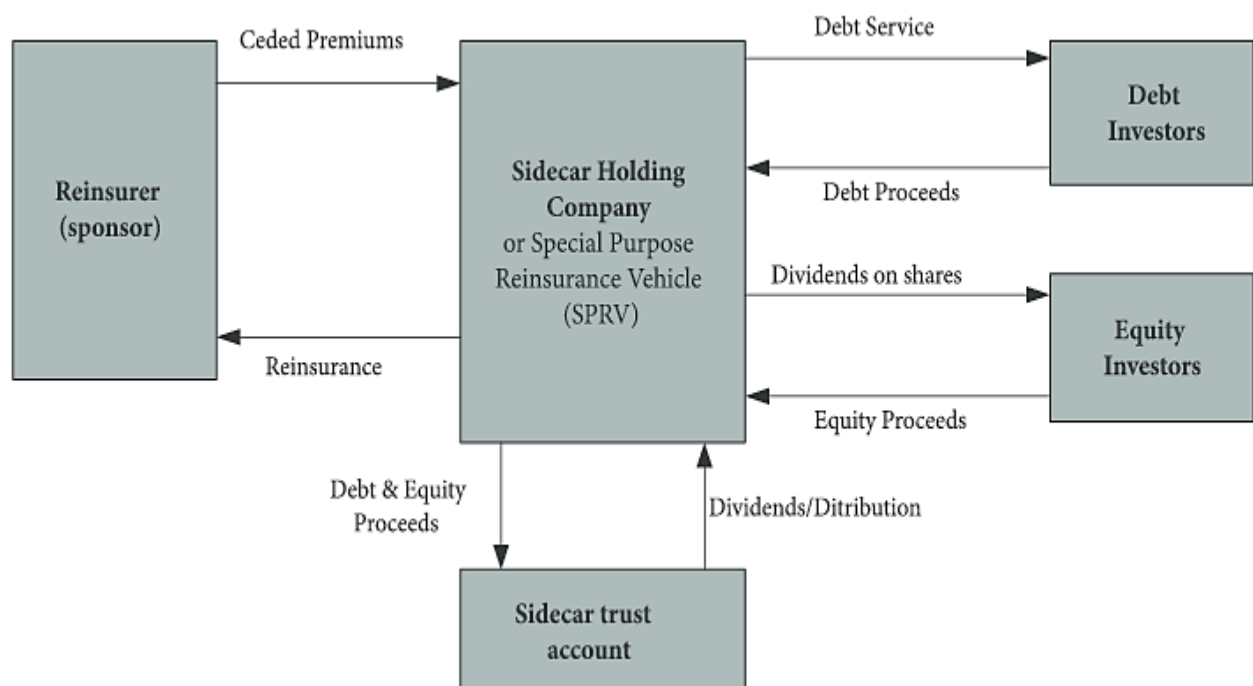 Ceded Premiums
Debt Service
Reinsurer
(sponsor)
Sidecar Holding
Company
or Special Purpose
Reinsurance Vehicle
(SPRV)
Debt
Investors
Debt Proceeds
Dividends on shares
Reinsurance
Equity
Investors
Equity Proceeds
Debt & Equity
Proceeds
Dividends/Ditribution
Sidecar trust
account